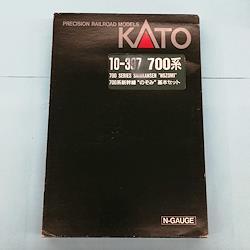 PRECISION RAILROAD MODELS
KATO
10-397 700系
700 SERIES SHINKANSEN "NOZOMI"
700系新幹線 "のぞみ" 基本セット
N-GAUGE